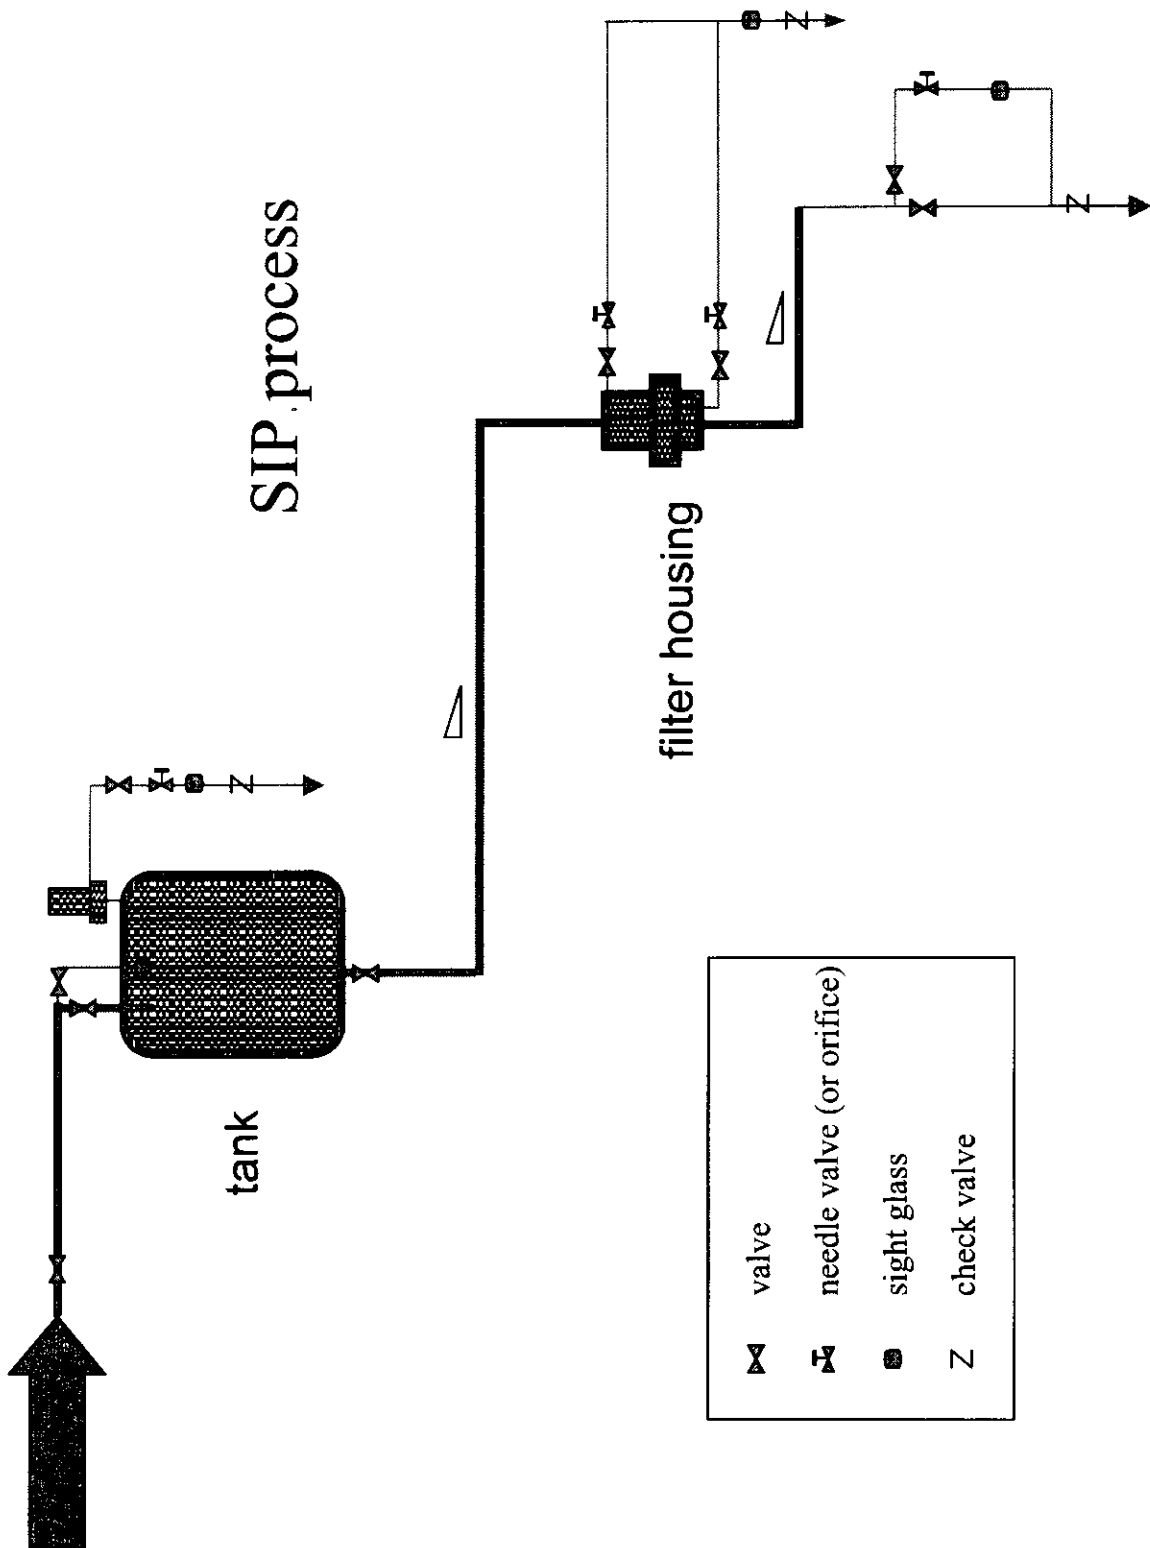 SIP process
tank
filter housing
valve
needle valve (or orifice)
sight glass
check valve